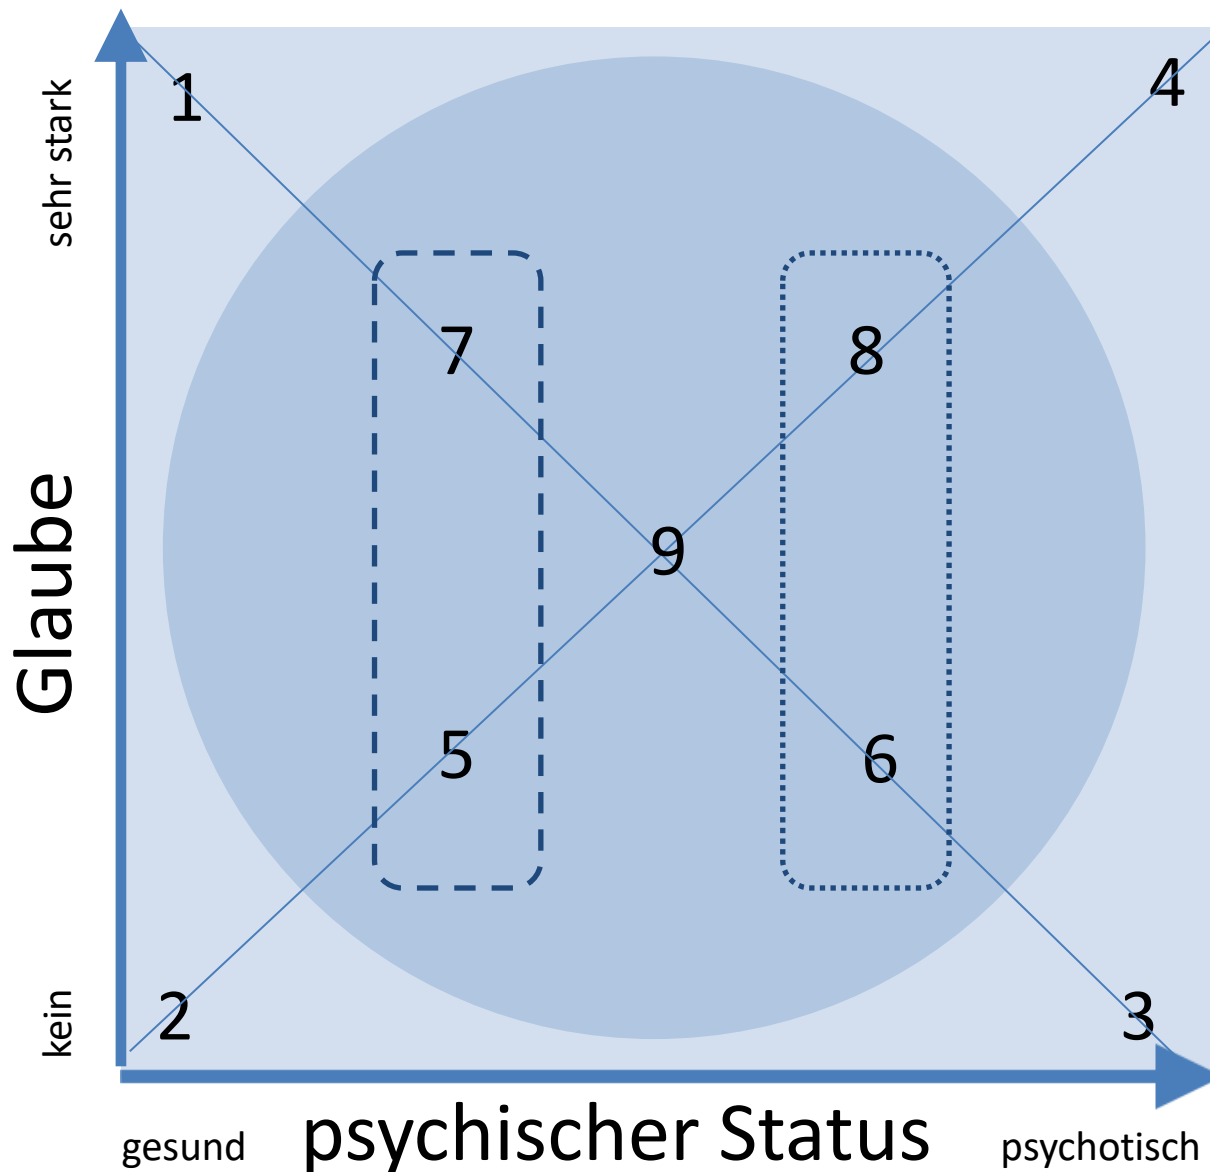 sehr stark
Glaube
kein
1
4
7
8
9
5
6
2
3
gesund
psychischer Status
psychotisch